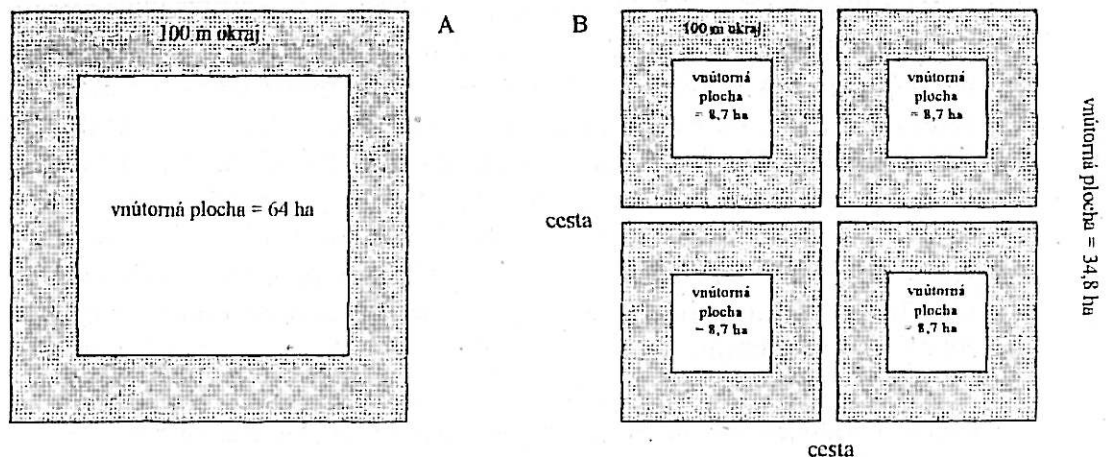 100 m okraj
vnútorná plocha = 64 ha
A
B
100 m okraj
vnútorná
plocha
= 8,7 ha
vnútorná
plocha
= 8,7 ha
cesta
vnútorná
plocha
= 8,7 ha
vnútorná
plocha
= 8,7 ha
cesta
vnútorná plocha = 34,8 ha